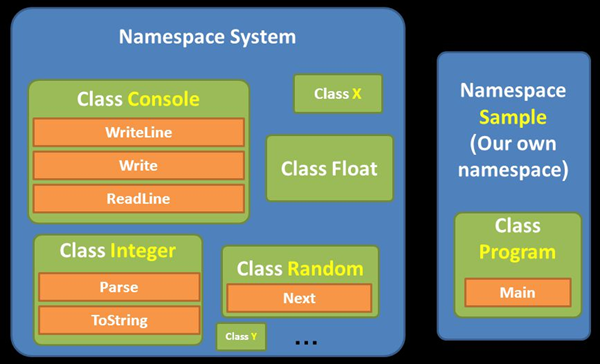 Namespace System
Class Console
WriteLine
Write
ReadLine
Class X
Class Float
Class Integer
Parse
ToString
Class Random
Next
Class Y
...
Namespace
Sample
(Our own
namespace)
Class
Program
Main